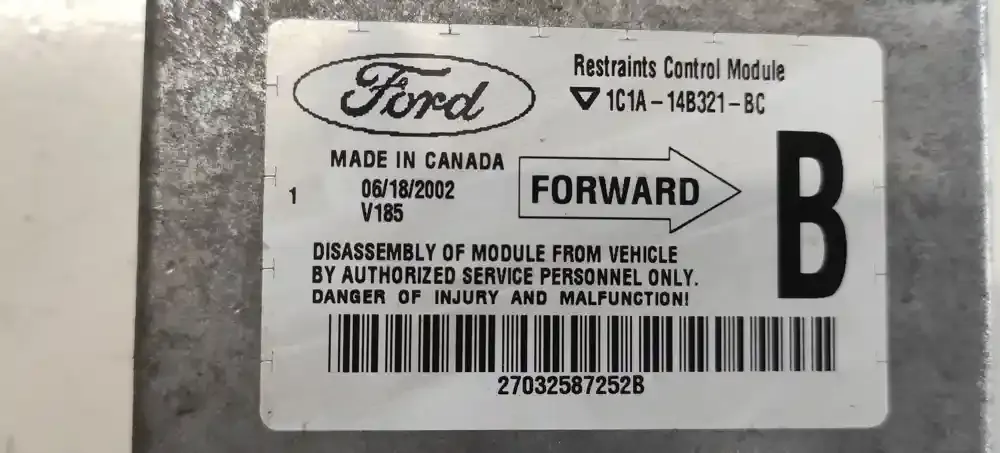 Ford
Restraints Control Module
▽ 1C1A-14B321-BC
MADE IN CANADA
06/18/2002
V185
1
FORWARD
B
DISASSEMBLY OF MODULE FROM VEHICLE
BY AUTHORIZED SERVICE PERSONNEL ONLY.
DANGER OF INJURY AND MALFUNCTION!
27032587252B